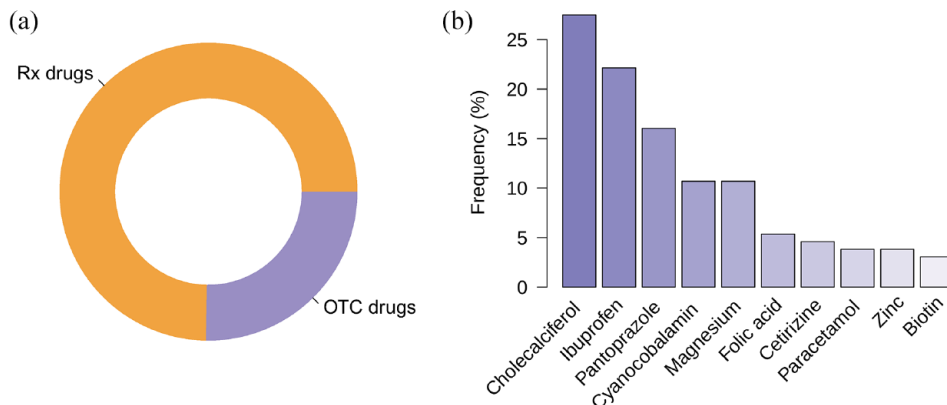 (a)
Rx drugs
OTC drugs
(b)
Frequency (%)
25
20
15
10
5
0
Cholecalciferol
Ibuprofen
Pantoprazole
Cyanocobalamin
Magnesium
Folic acid
Cetirizine
Paracetamol
Zinc
Biotin